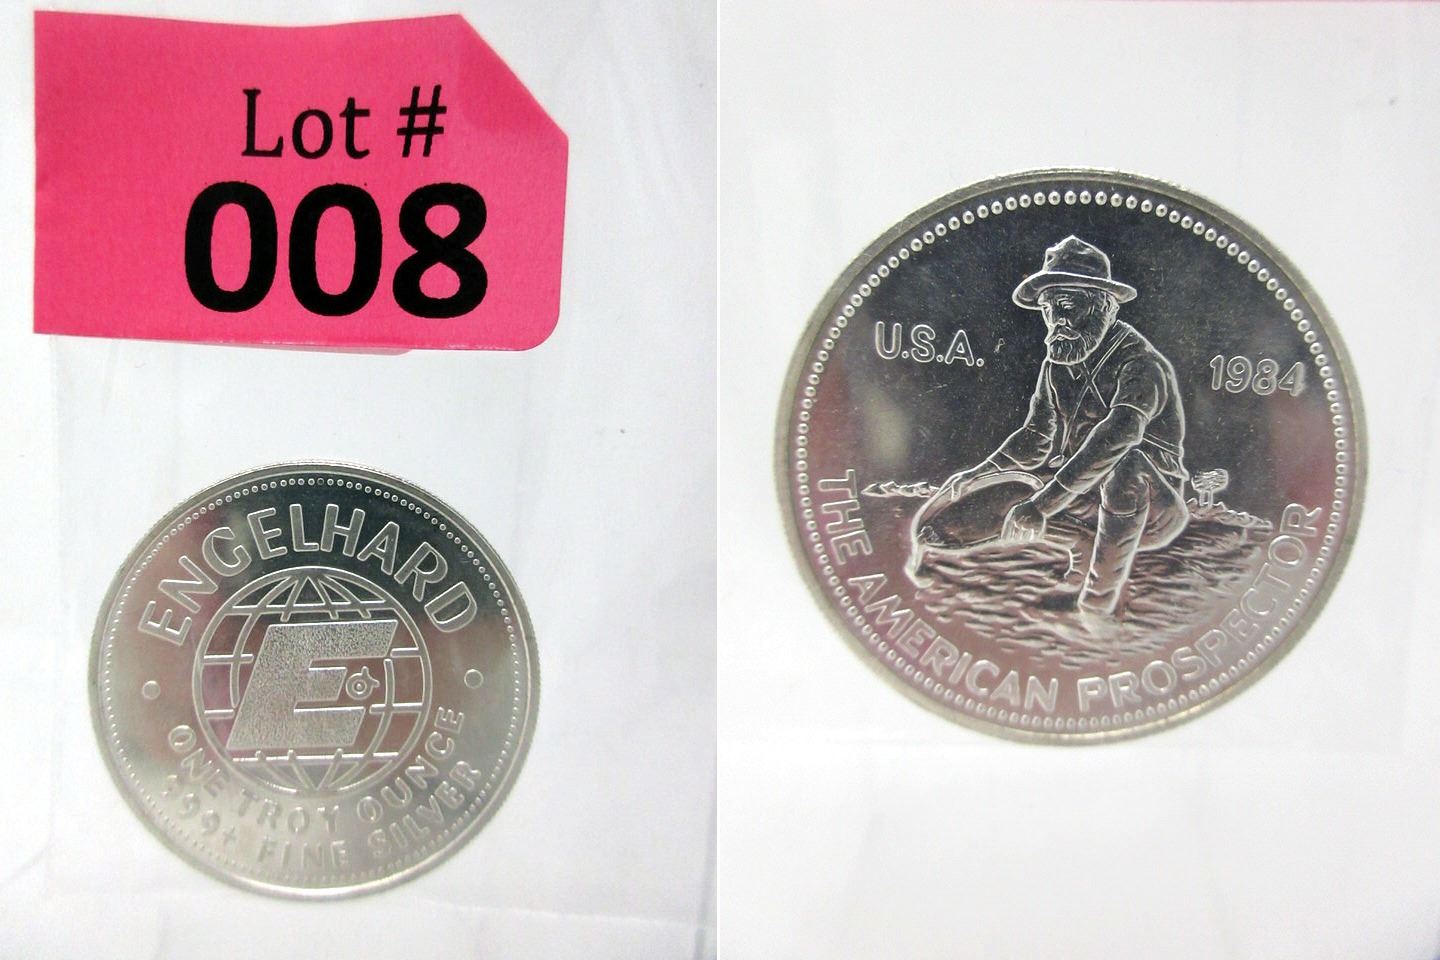 Lot #
008
ENGELHARD
E
ONE TROY OUNCE
.999+ FINE SILVER
U.S.A.
1984
THE AMERICAN PROSPECTOR